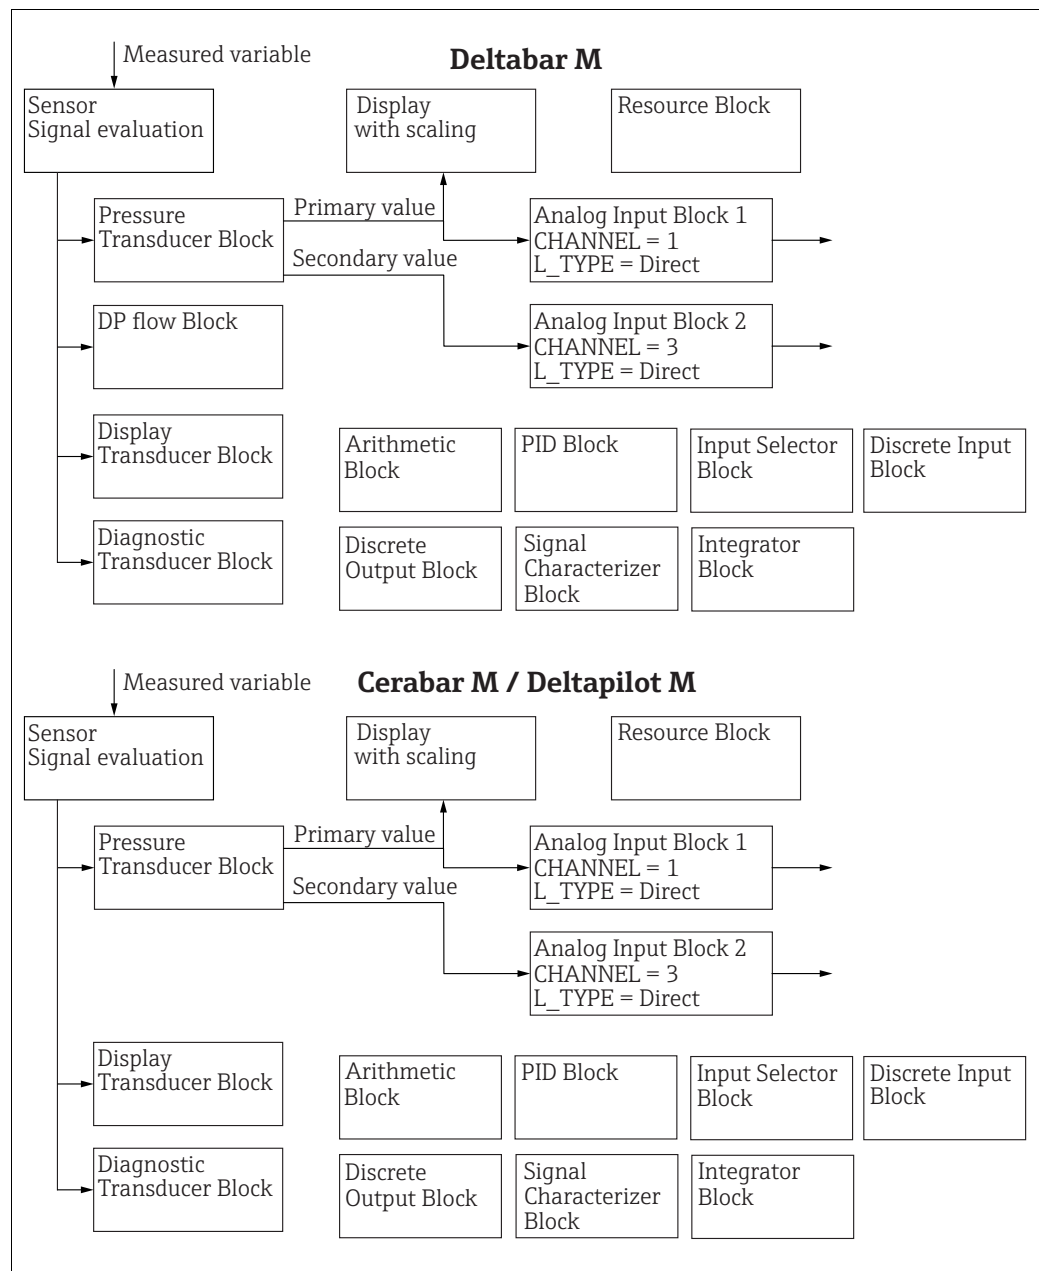 Measured variable
Deltabar M
Sensor
Signal evaluation
Display
with scaling
Resource Block
Pressure
Transducer Block
Primary value
Secondary value
Analog Input Block 1
CHANNEL = 1
L_TYPE = Direct
DP flow Block
Analog Input Block 2
CHANNEL = 3
L_TYPE = Direct
Display
Transducer Block
Arithmetic
Block
PID Block
Input Selector
Block
Discrete Input
Block
Diagnostic
Transducer Block
Discrete
Output Block
Signal
Characterizer
Block
Integrator
Block
Measured variable
Cerabar M / Deltapilot M
Sensor
Signal evaluation
Display
with scaling
Resource Block
Pressure
Transducer Block
Primary value
Secondary value
Analog Input Block 1
CHANNEL = 1
L_TYPE = Direct
Analog Input Block 2
CHANNEL = 3
L_TYPE = Direct
Display
Transducer Block
Arithmetic
Block
PID Block
Input Selector
Block
Discrete Input
Block
Diagnostic
Transducer Block
Discrete
Output Block
Signal
Characterizer
Block
Integrator
Block